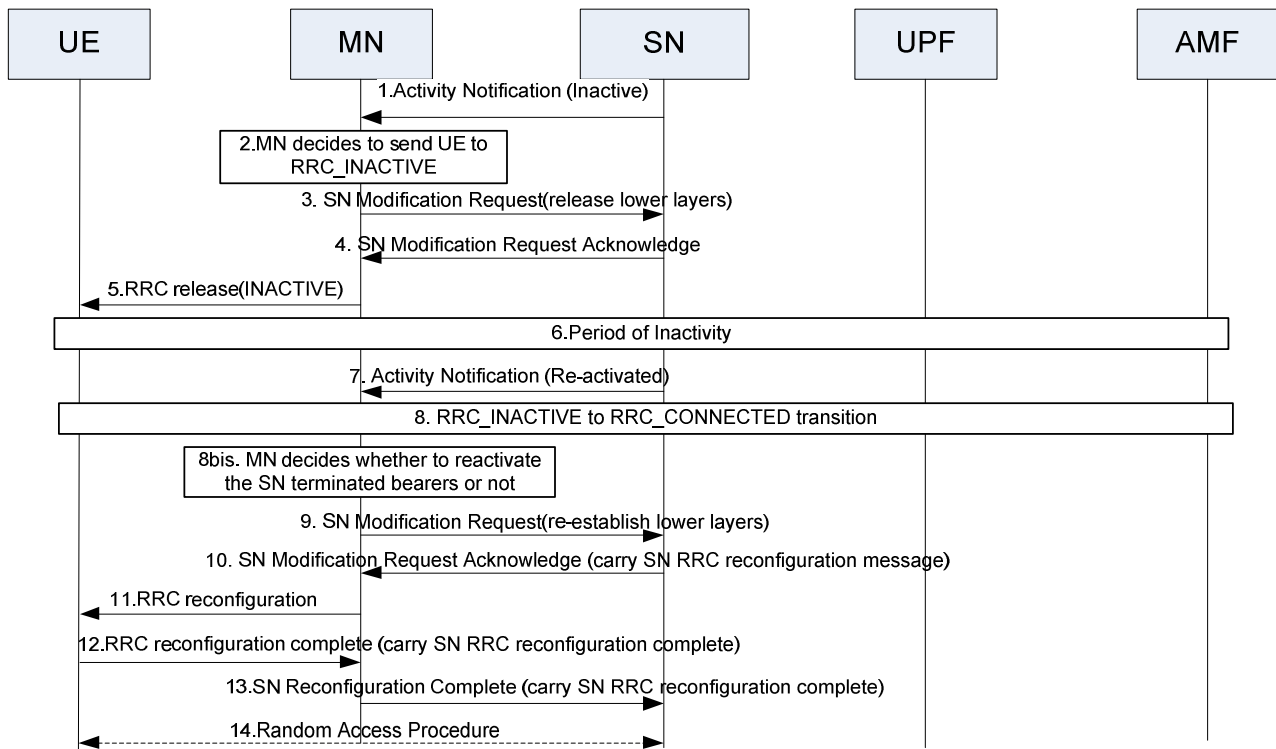 UE
MN
SN
UPF
AMF
1.Activity Notification (Inactive)
2.MN decides to send UE to
RRC_INACTIVE
3. SN Modification Request(release lower layers)
4. SN Modification Request Acknowledge
5.RRC release(INACTIVE)
6.Period of Inactivity
7. Activity Notification (Re-activated)
8. RRC_INACTIVE to RRC_CONNECTED transition
8bis. MN decides whether to reactivate
the SN terminated bearers or not
9. SN Modification Request(re-establish lower layers)
10. SN Modification Request Acknowledge (carry SN RRC reconfiguration message)
11.RRC reconfiguration
12.RRC reconfiguration complete (carry SN RRC reconfiguration complete)
13.SN Reconfiguration Complete (carry SN RRC reconfiguration complete)
14.Random Access Procedure